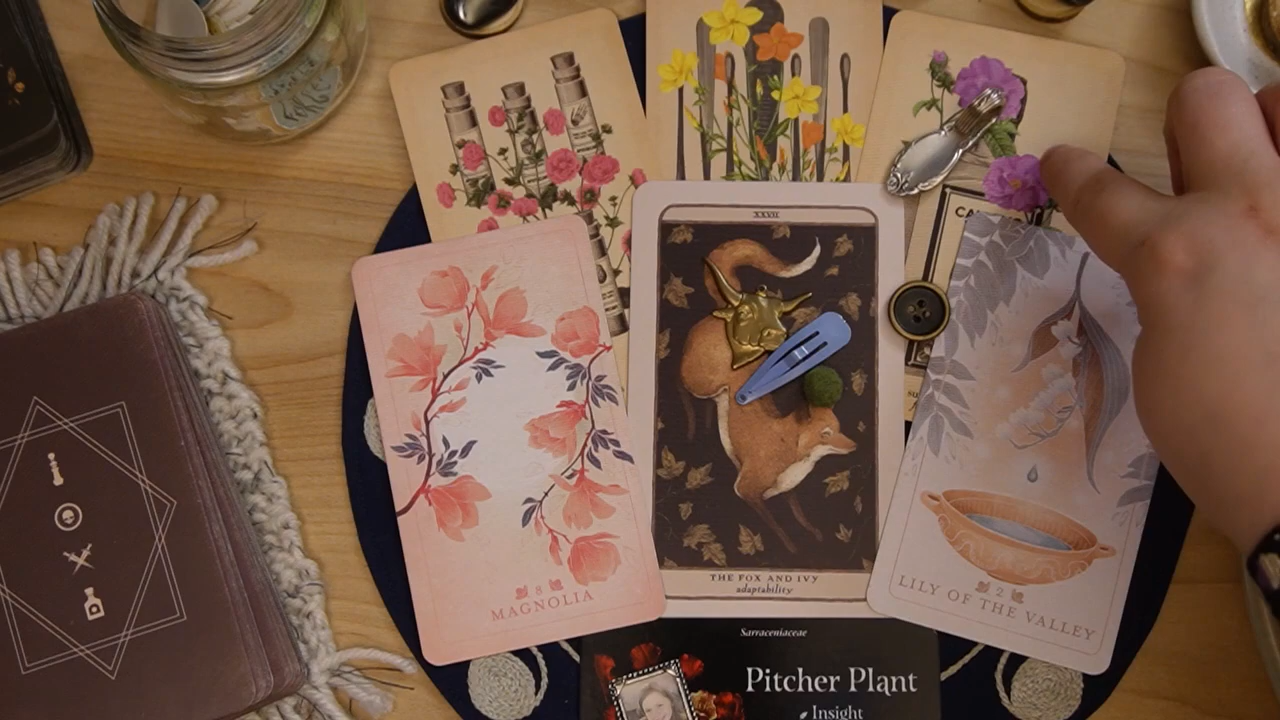 XXVII
THE FOX AND IVY
adaptability
8
MAGNOLIA
2
LILY OF THE VALLEY
Sarraceniaceae
Pitcher Plant
Insight